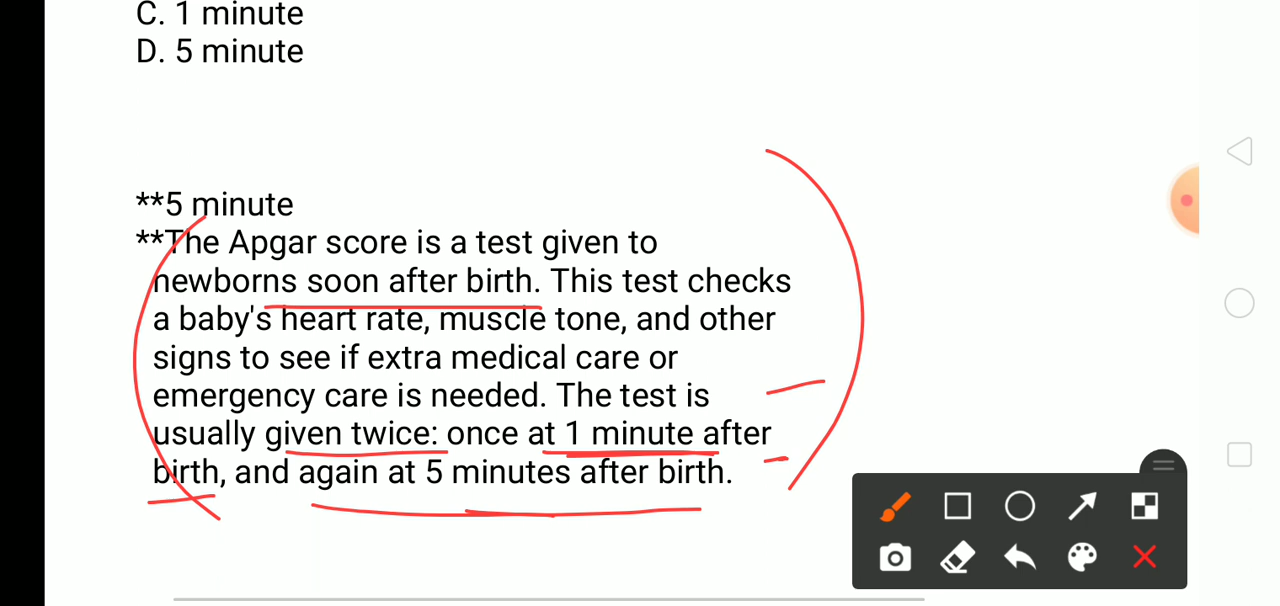 C. 1 minute
D. 5 minute
**5 minute
**The Apgar score is a test given to
newborns soon after birth. This test checks
a baby's heart rate, muscle tone, and other
signs to see if extra medical care or
emergency care is needed. The test is
usually given twice: once at 1 minute after
birth, and again at 5 minutes after birth.